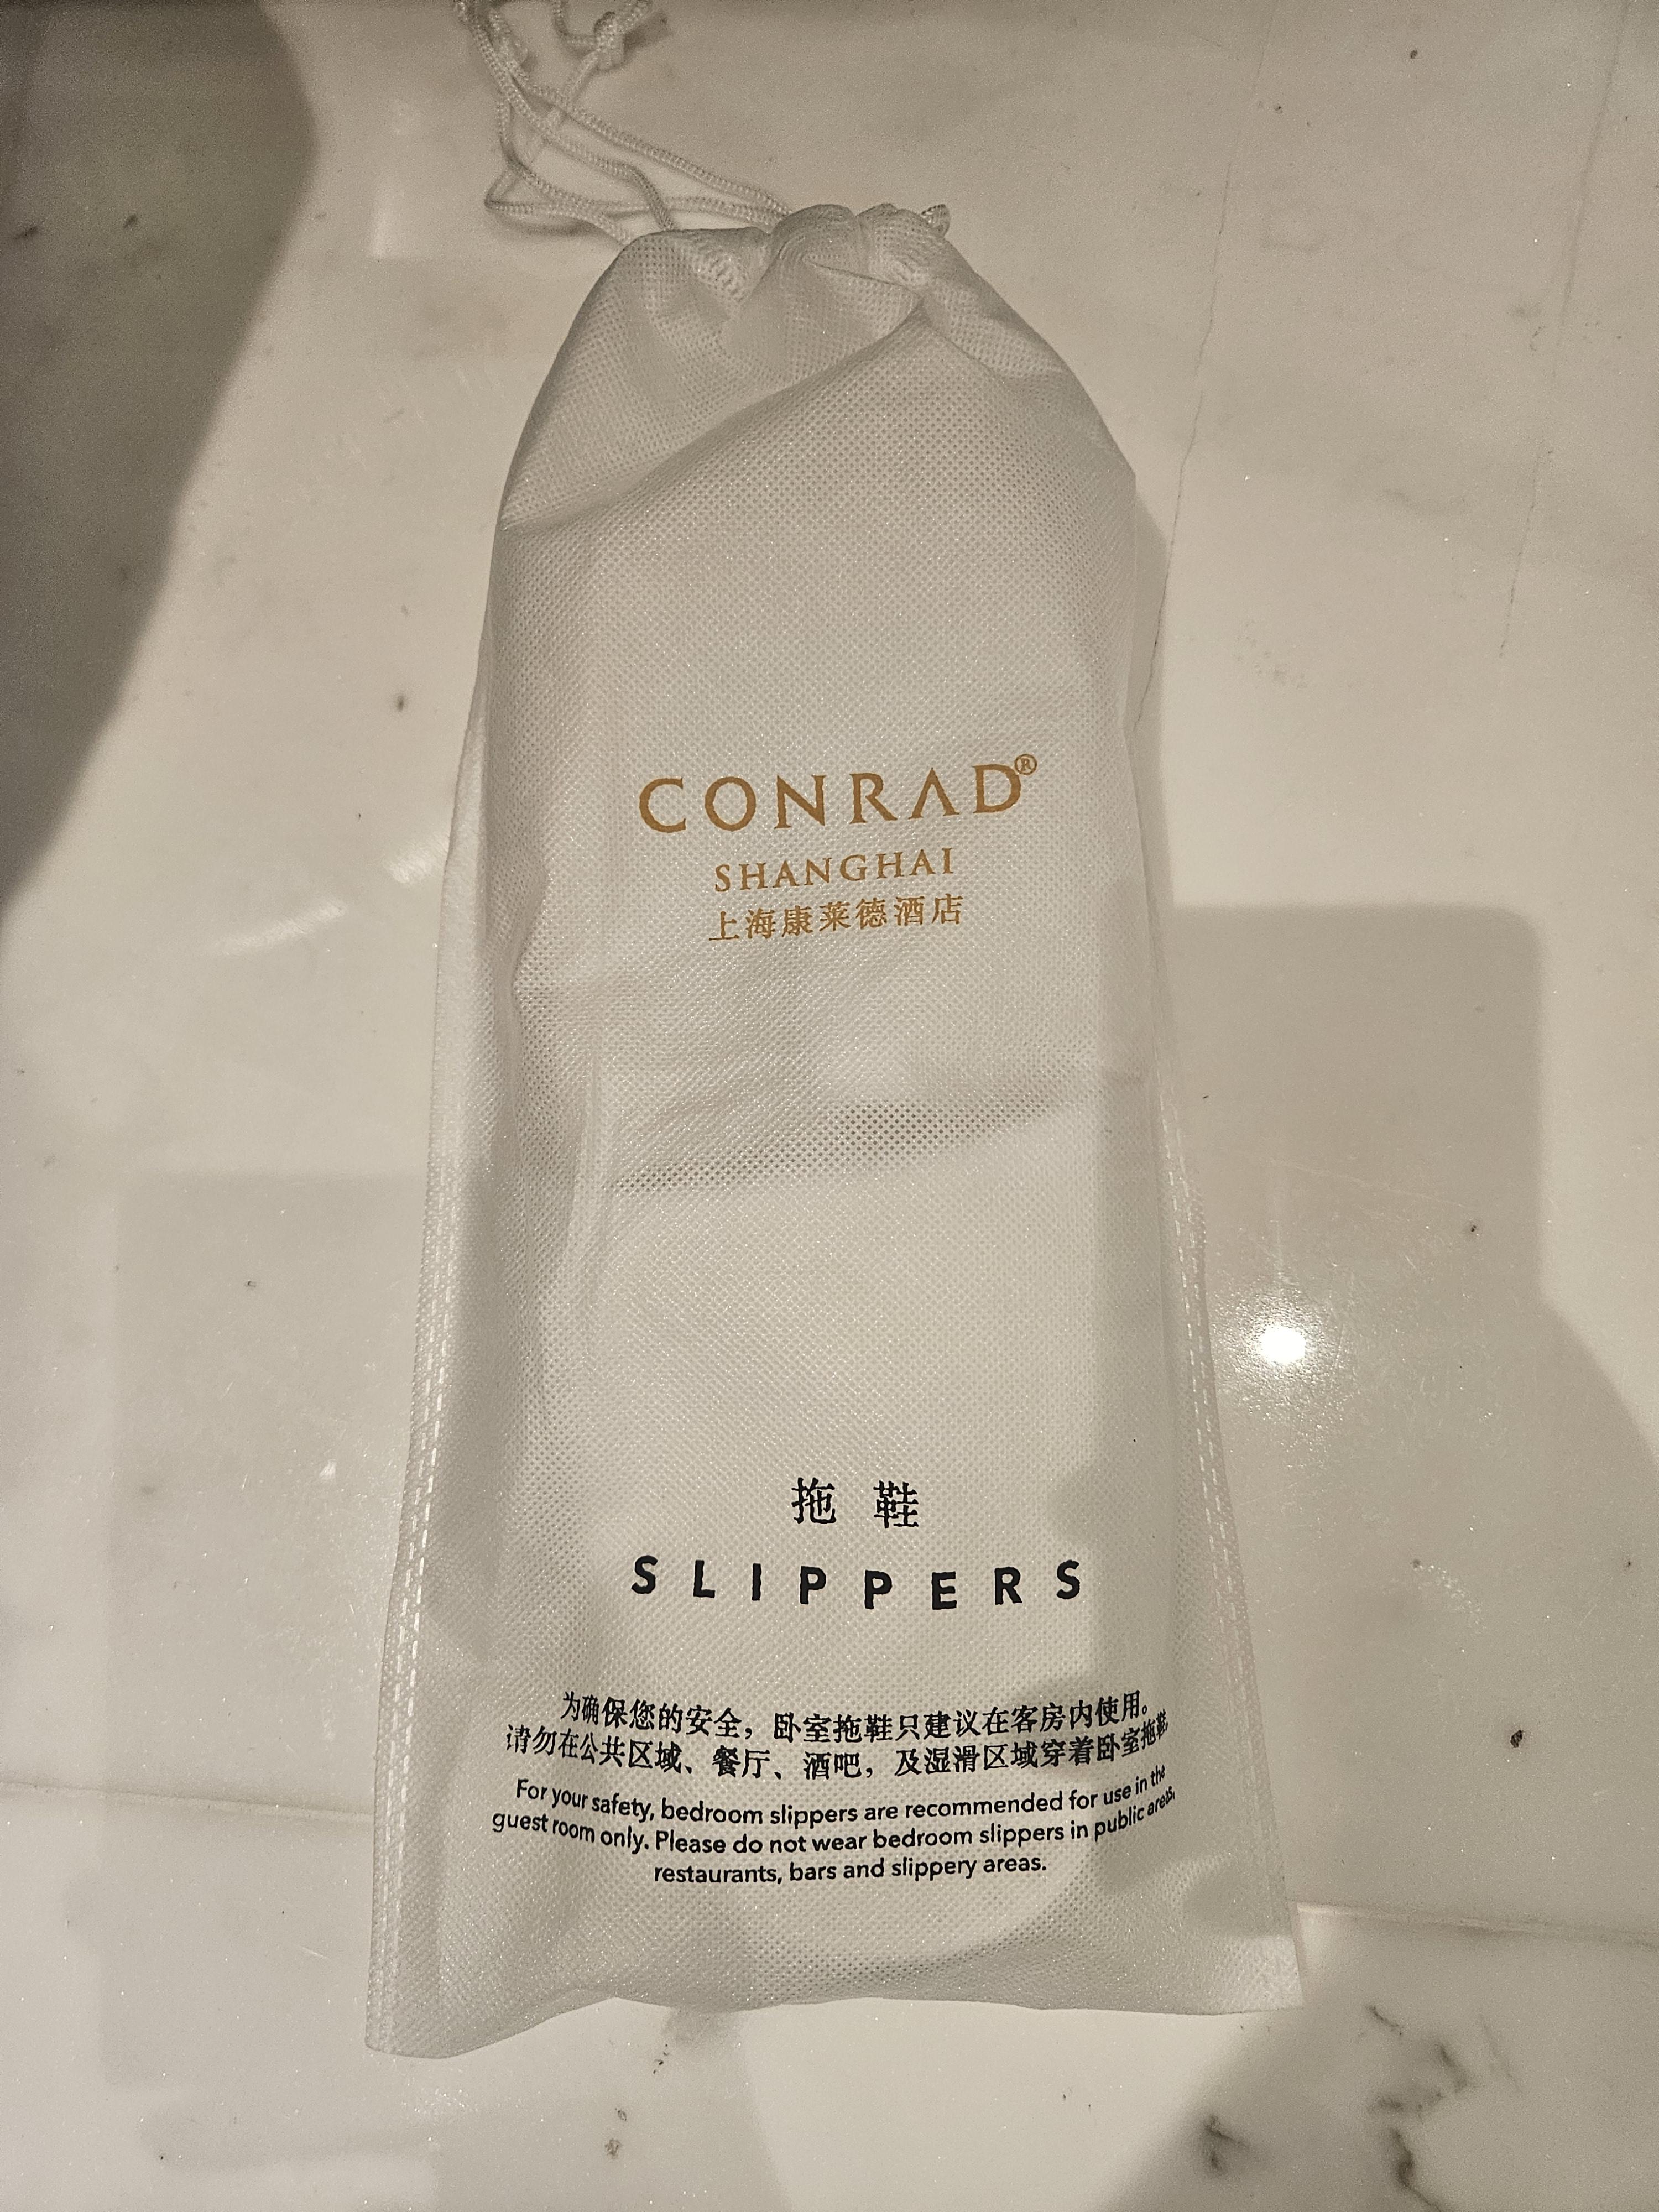 CONRAD®
SHANGHAI
上海康莱德酒店
拖鞋
SLIPPERS
为确保您的安全，卧室拖鞋只建议在客房内使用。
请勿在公共区域、餐厅、酒吧，及湿滑区域穿着卧室拖鞋
For your safety, bedroom slippers are recommended for use in the
guest room only. Please do not wear bedroom slippers in public areas,
restaurants, bars and slippery areas.